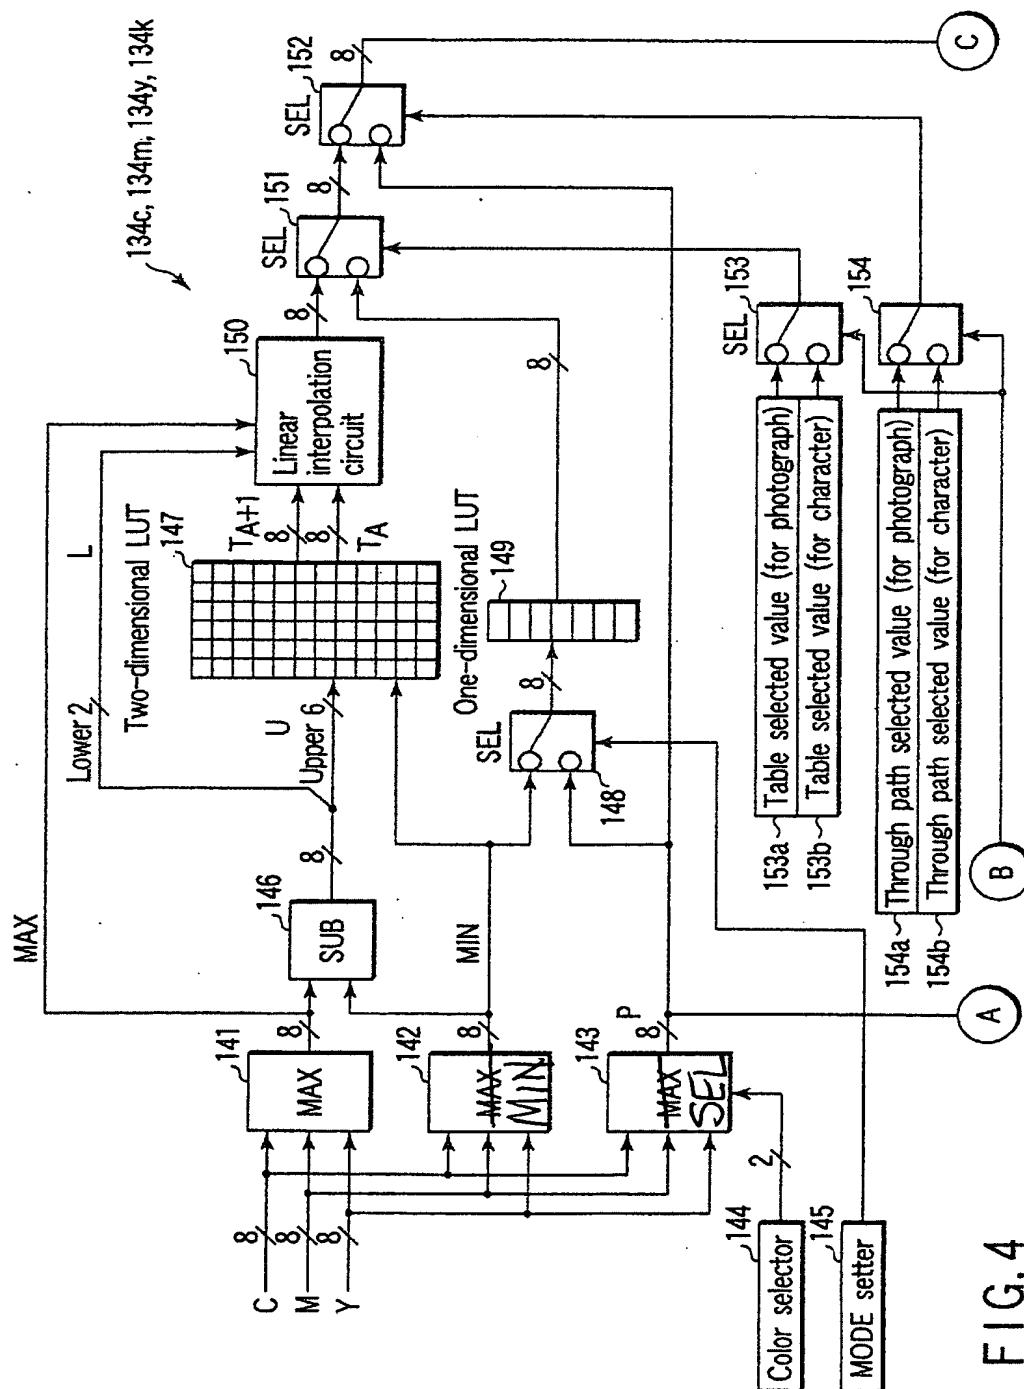 134c, 134m, 134y, 134k
MAX
L
Lower 2
Two-dimensional LUT
147
T_A+1
8
8
T_A
150
Linear
interpolation
circuit
8
SEL
151
8
SEL
152
8
C
8
M
8
Y
8
141
MAX
8
146
SUB
8
U
Upper 6
142
MAX
MIN
8
MIN
One-dimensional LUT
149
SEL
148
8
8
143
MAX
SEL
P
8
2
144
Color selector
145
MODE setter
SEL
153
153a
Table selected value (for photograph)
153b
Table selected value (for character)
154
154a
Through path selected value (for photograph)
154b
Through path selected value (for character)
A
B
C
FIG. 4